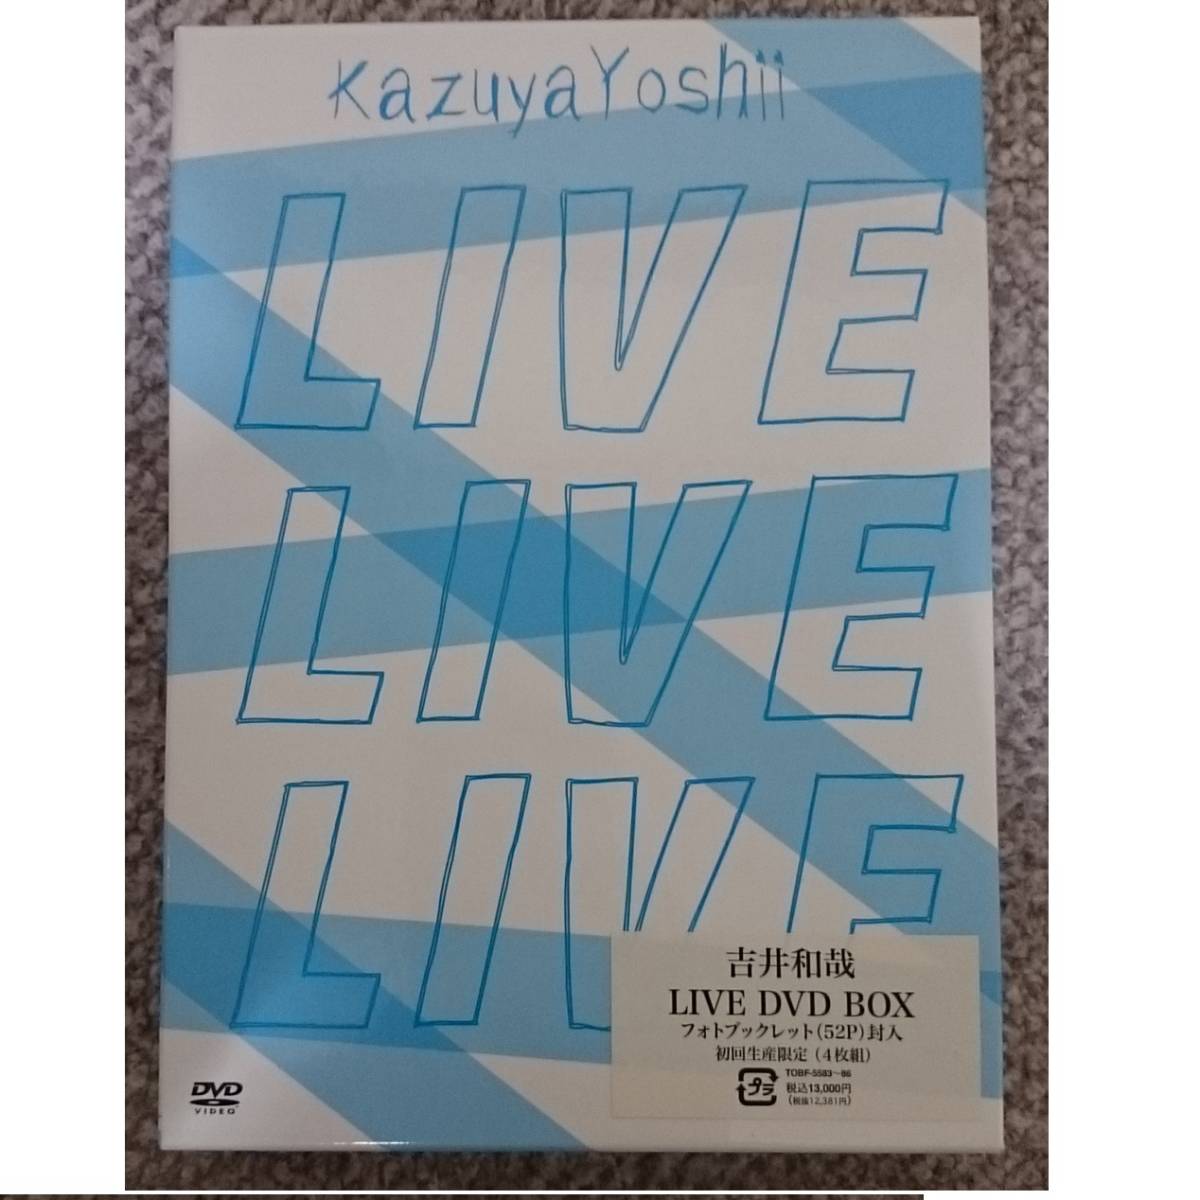 KazuyaYoshii
LIVE
LIVE
LIVE
吉井和哉
LIVE DVD BOX
フォトブックレット(52P)封入
初回生産限定 (4枚組)
プラ
TOBF-5583~86
税込13,000円
(税抜12,381円)
DVD
VIDEO